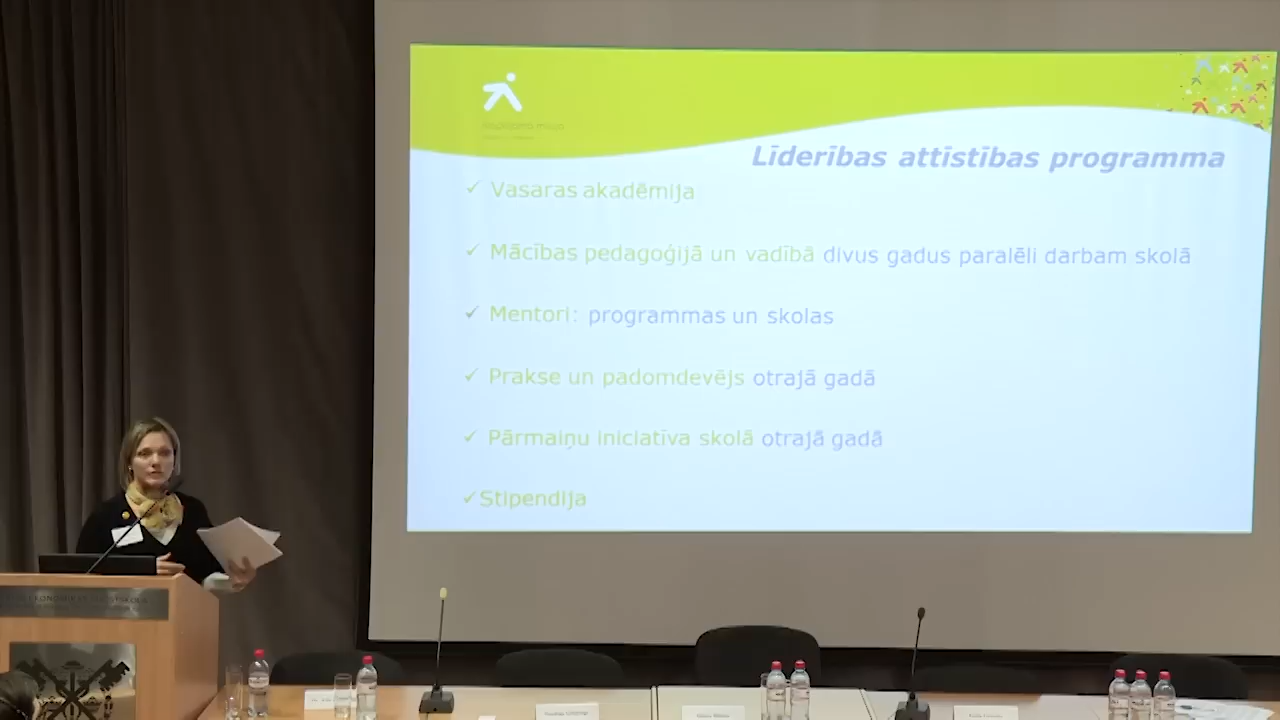 Līderības attīstības programma
✓ Vasaras akadēmija
✓ Mācības pedagoģijā un vadībā divus gadus paralēli darbam skolā
✓ Mentori: programmas un skolas
✓ Prakse un padomdevējs otrajā gadā
✓ Pārmaiņu iniciatīva skolā otrajā gadā
✓ Stipendija